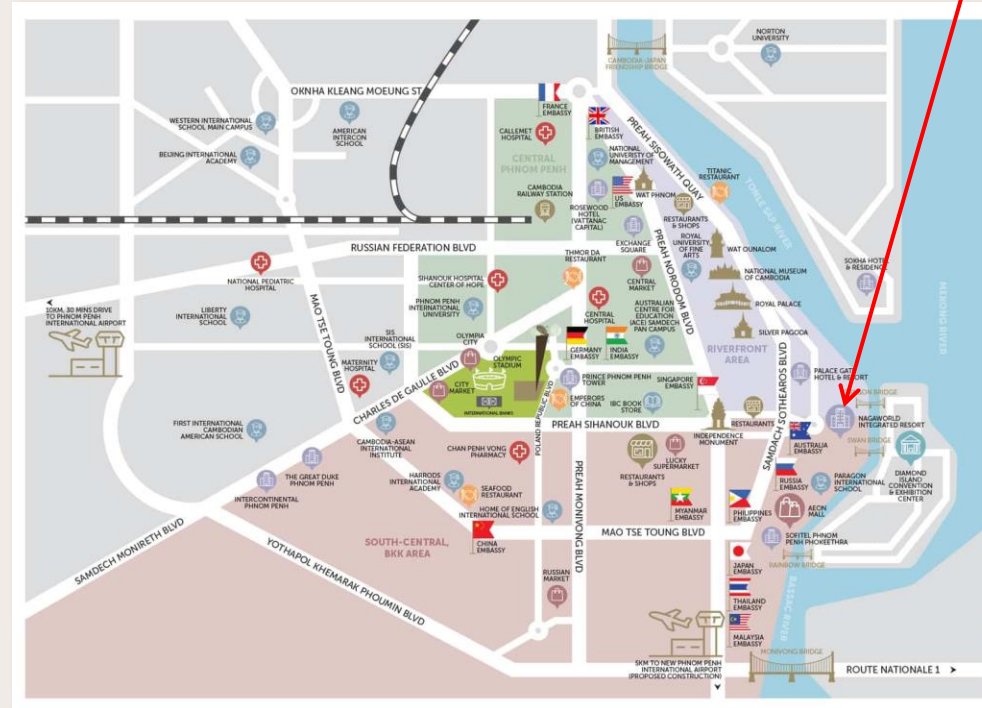 NORTON
UNIVERSITY
CAMBODIA-JAPAN
FRIENDSHIP BRIDGE
OKNHA KLEANG MOEUNG ST
FRANCE
EMBASSY
WESTERN INTERNATIONAL
SCHOOL MAIN CAMPUS
AMERICAN
INTERCON
SCHOOL
CALLEMET
HOSPITAL
BRITISH
EMBASSY
BEIJING INTERNATIONAL
ACADEMY
CENTRAL
PHNOM PENH
NATIONAL
UNIVERISTY OF
MANAGEMENT
PREAH SISOWATH QUAY
TITANIC
RESTAURANT
TONLE SAP RIVER
CAMBODIA
RAILWAY STATION
US
EMBASSY
WAT PHNOM
ROSEWOOD
HOTEL
(VATTANAC
CAPITAL)
RESTAURANTS
& SHOPS
RUSSIAN FEDERATION BLVD
EXCHANGE
SQUARE
PREAH NORODOM BLVD
ROYAL
UNIVERSITY
OF FINE
ARTS
WAT OUNALOM
THMOR DA
RESTAURANT
NATIONAL MUSEUM
OF CAMBODIA
SOKHA HOTEL
& RESIDENCE
NATIONAL PEDIATRIC
HOSPITAL
SIHANOUK HOSPITAL
CENTER OF HOPE
CENTRAL
MARKET
MEKONG RIVER
10KM, 30 MINS DRIVE
TO PHNOM PENH
INTERNATIONAL AIRPORT
LIBERTY
INTERNATIONAL
SCHOOL
MAO TSE TOUNG BLVD
PHNOM PENH
INTERNATIONAL
UNIVERSITY
CENTRAL
HOSPITAL
AUSTRALIAN
CENTRE FOR
EDUCATION
(ACE) SAMDECH
PAN CAMPUS
ROYAL PALACE
SILVER PAGODA
SIS
INTERNATIONAL
SCHOOL (SIS)
OLYMPIA
CITY
OLYMPIC
STADIUM
GERMANY
EMBASSY
INDIA
EMBASSY
RIVERFRONT
AREA
MATERNITY
HOSPITAL
CHARLES DE GAULLE BLVD
CITY
MARKET
INTERNATIONAL BANKS
PRINCE PHNOM PENH
TOWER
SINGAPORE
EMBASSY
SAMDACH SOTHEAROS BLVD
PALACE GATE
HOTEL & RESORT
EMPERORS
OF CHINA
IBC BOOK
STORE
NAGAWORLD
INTEGRATED RESORT
FIRST INTERNATIONAL
CAMBODIAN
AMERICAN SCHOOL
CAMBODIA-ASEAN
INTERNATIONAL
INSTITUTE
POLAND REPUBLIC BLVD
PREAH SIHANOUK BLVD
INDEPENDENCE
MONUMENT
RESTAURANTS
AUSTRALIA
EMBASSY
SWAN BRIDGE
CHAN PENH VONG
PHARMACY
LUCKY
SUPERMARKET
RESTAURANTS
& SHOPS
RUSSIA
EMBASSY
PARAGON
INTERNATIONAL
SCHOOL
DIAMOND
ISLAND
CONVENTION
& EXHIBITION
CENTER
THE GREAT DUKE
PHNOM PENH
INTERCONTINENTAL
PHNOM PENH
HARRODS
INTERNATIONAL
ACADEMY
SEAFOOD
RESTAURANT
HOME OF ENGLISH
INTERNATIONAL SCHOOL
PREAH MONIVONG BLVD
MYANMAR
EMBASSY
PHILIPPINES
EMBASSY
AEON
MALL
SAMDECH MONIRETH BLVD
YOTHAPOL KHEMARAK PHOUMIN BLVD
SOUTH-CENTRAL,
BKK AREA
CHINA
EMBASSY
MAO TSE TOUNG BLVD
SOFITEL PHNOM
PENH PHOKEETHRA
RAINBOW BRIDGE
JAPAN
EMBASSY
RUSSIAN
MARKET
THAILAND
EMBASSY
BASSAC RIVER
MALAYSIA
EMBASSY
MONIVONG BRIDGE
5KM TO NEW PHNOM PENH
INTERNATIONAL AIRPORT
(PROPOSED CONSTRUCTION)
ROUTE NATIONALE 1